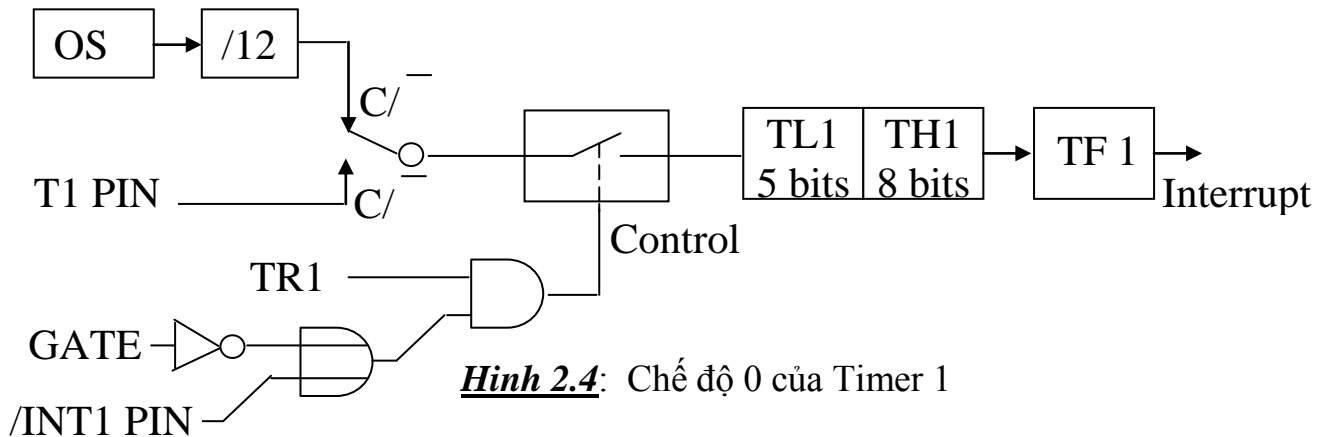 OS
/12
C/
T1 PIN
C/
TL1
5 bits
TH1
8 bits
TF 1
Interrupt
Control
TR1
GATE
/INT1 PIN
Hinh 2.4: Chế độ 0 của Timer 1